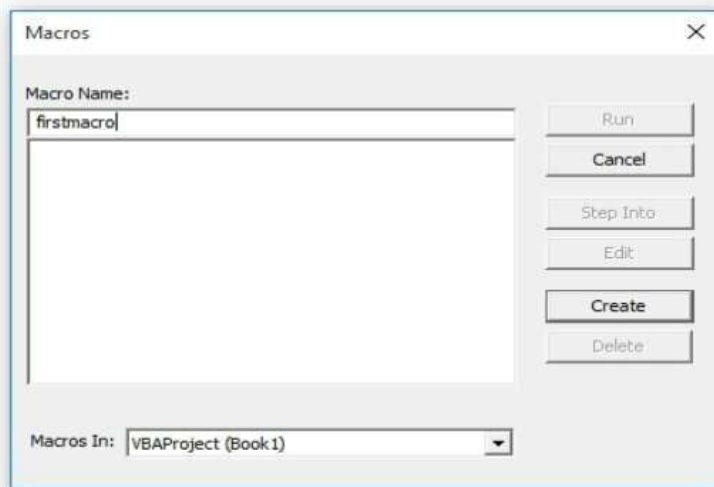 Macros
Macro Name:
firstmacro
Run
Cancel
Step Into
Edit
Create
Delete
Macros In: VBAProject (Book1)